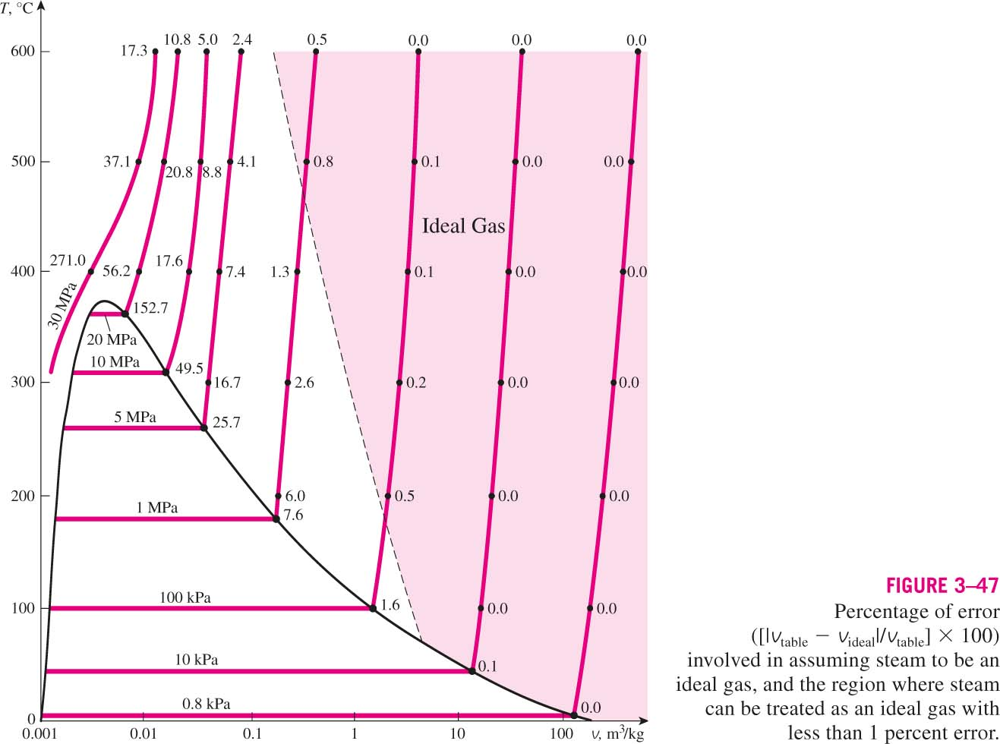 T, °C
10.8 5.0 2.4 0.5 0.0 0.0 0.0
600 17.3
500 37.1 20.8 8.8 4.1 0.8 0.1 0.0 0.0
Ideal Gas
400 271.0 56.2 17.6 7.4 1.3 0.1 0.0 0.0
30 MPa
152.7
20 MPa
10 MPa 49.5
300 16.7 2.6 0.2 0.0 0.0
5 MPa 25.7
200 6.0 0.5 0.0 0.0
1 MPa 7.6
100 kPa 1.6
100 0.0 0.0
10 kPa 0.1
0.8 kPa 0.0
0
0.001 0.01 0.1 1 10 100 v, m³/kg
FIGURE 3–47
Percentage of error
([|v_table − v_ideal|/v_table] × 100)
involved in assuming steam to be an
ideal gas, and the region where steam
can be treated as an ideal gas with
less than 1 percent error.